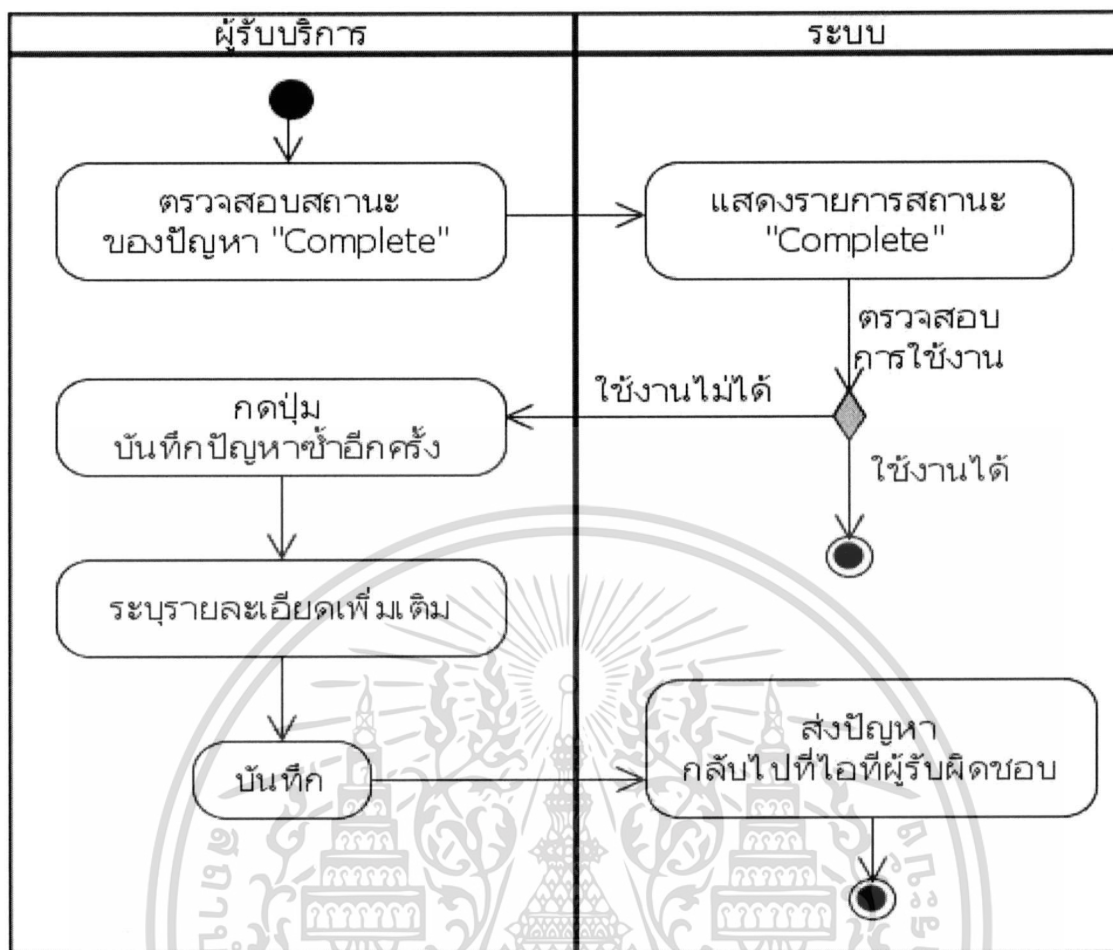 ผู้รับบริการ
ระบบ
ตรวจสอบสถานะ
ของปัญหา "Complete"
แสดงรายการสถานะ
"Complete"
ตรวจสอบ
การใช้งาน
ใช้งานไม่ได้
กดปุ่ม
บันทึกปัญหาซ้ำอีกครั้ง
ใช้งานได้
ระบุรายละเอียดเพิ่มเติม
บันทึก
ส่งปัญหา
กลับไปที่ไอทีผู้รับผิดชอบ